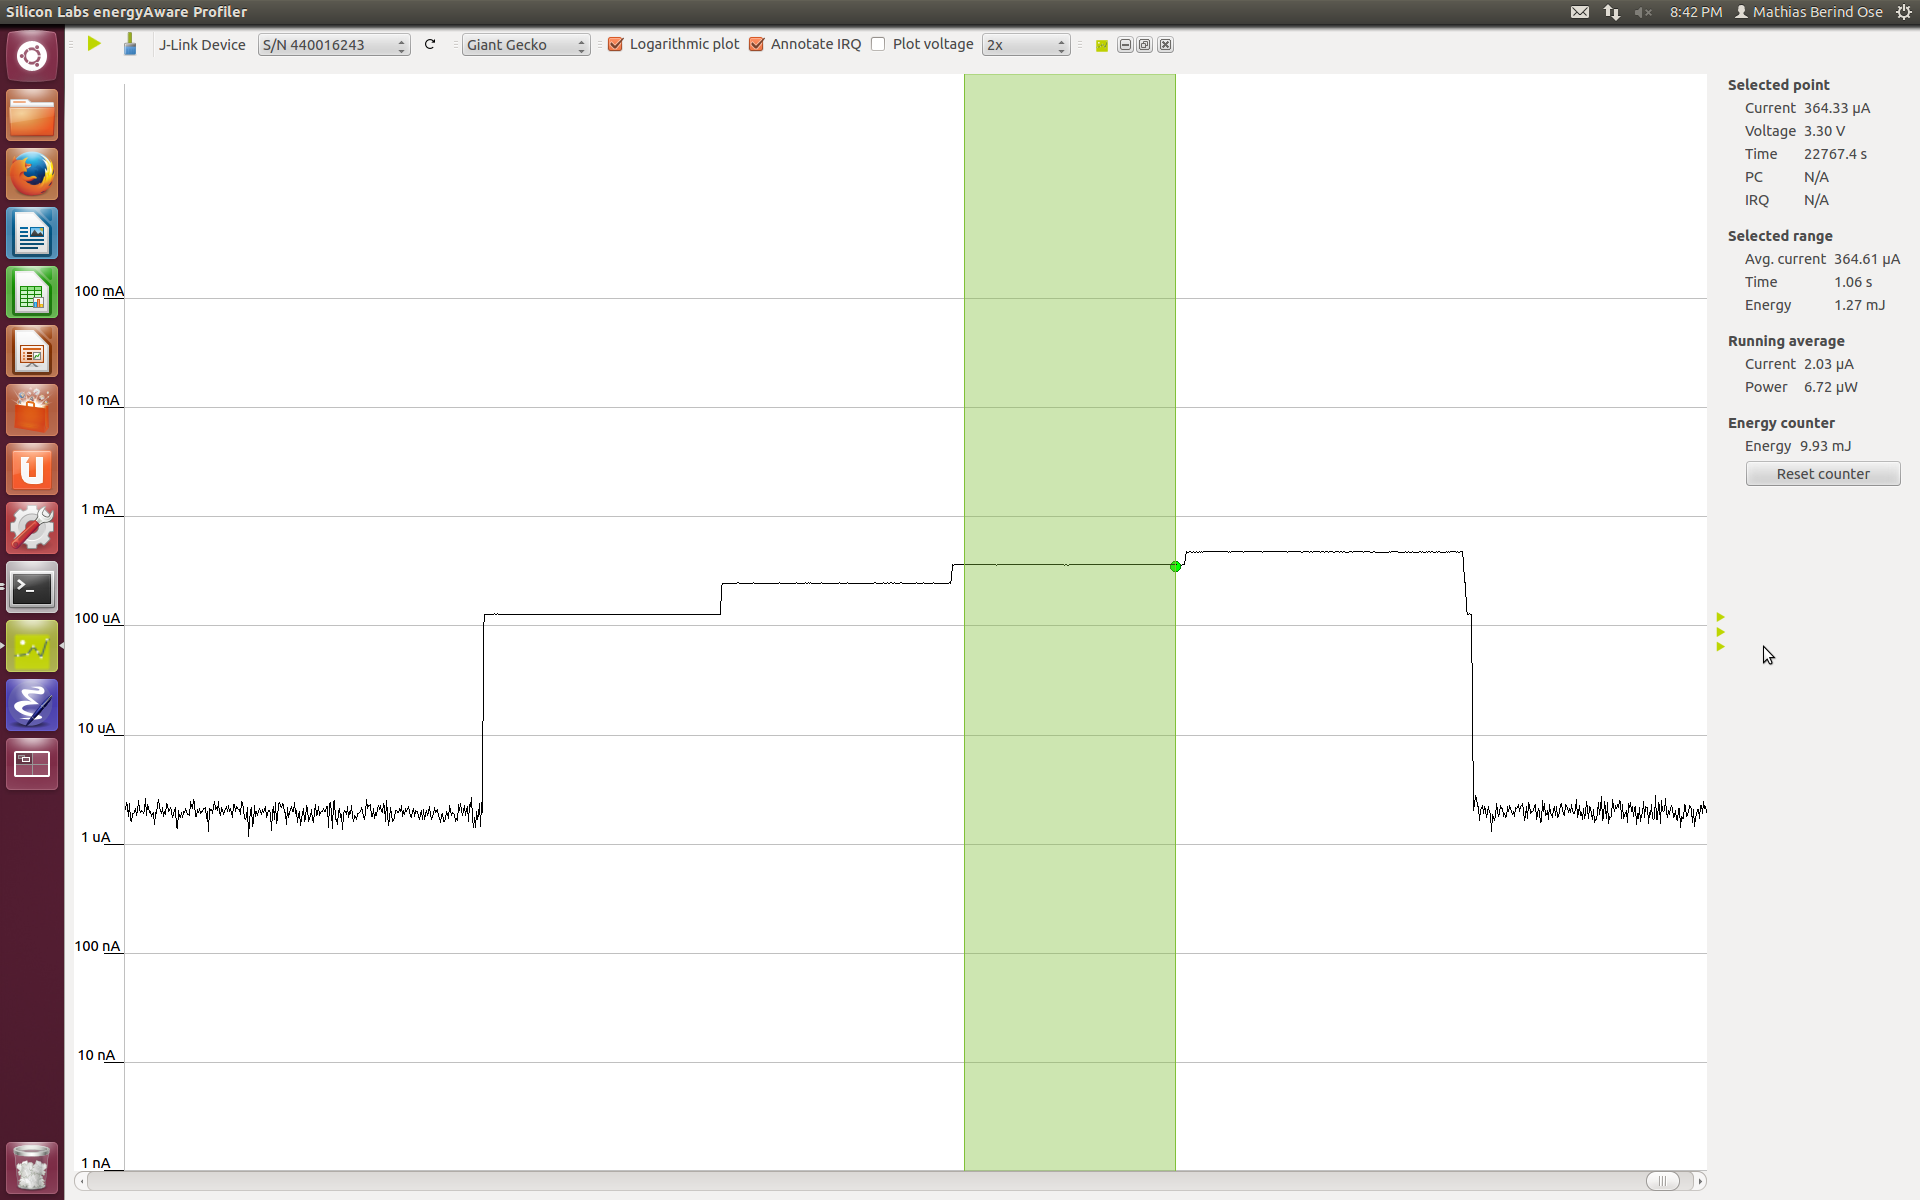 Silicon Labs energyAware Profiler
8:42 PM Mathias Berind Ose
J-Link Device S/N 440016243 Giant Gecko Logarithmic plot Annotate IRQ Plot voltage 2x
100 mA
10 mA
1 mA
100 uA
10 uA
1 uA
100 nA
10 nA
1 nA
Selected point
Current 364.33 µA
Voltage 3.30 V
Time 22767.4 s
PC N/A
IRQ N/A
Selected range
Avg. current 364.61 µA
Time 1.06 s
Energy 1.27 mJ
Running average
Current 2.03 µA
Power 6.72 µW
Energy counter
Energy 9.93 mJ
Reset counter